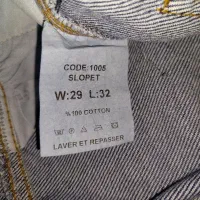 CODE:1005
SLOPET
W:29 L:32
%100 COTTON
LAVER ET REPASSER